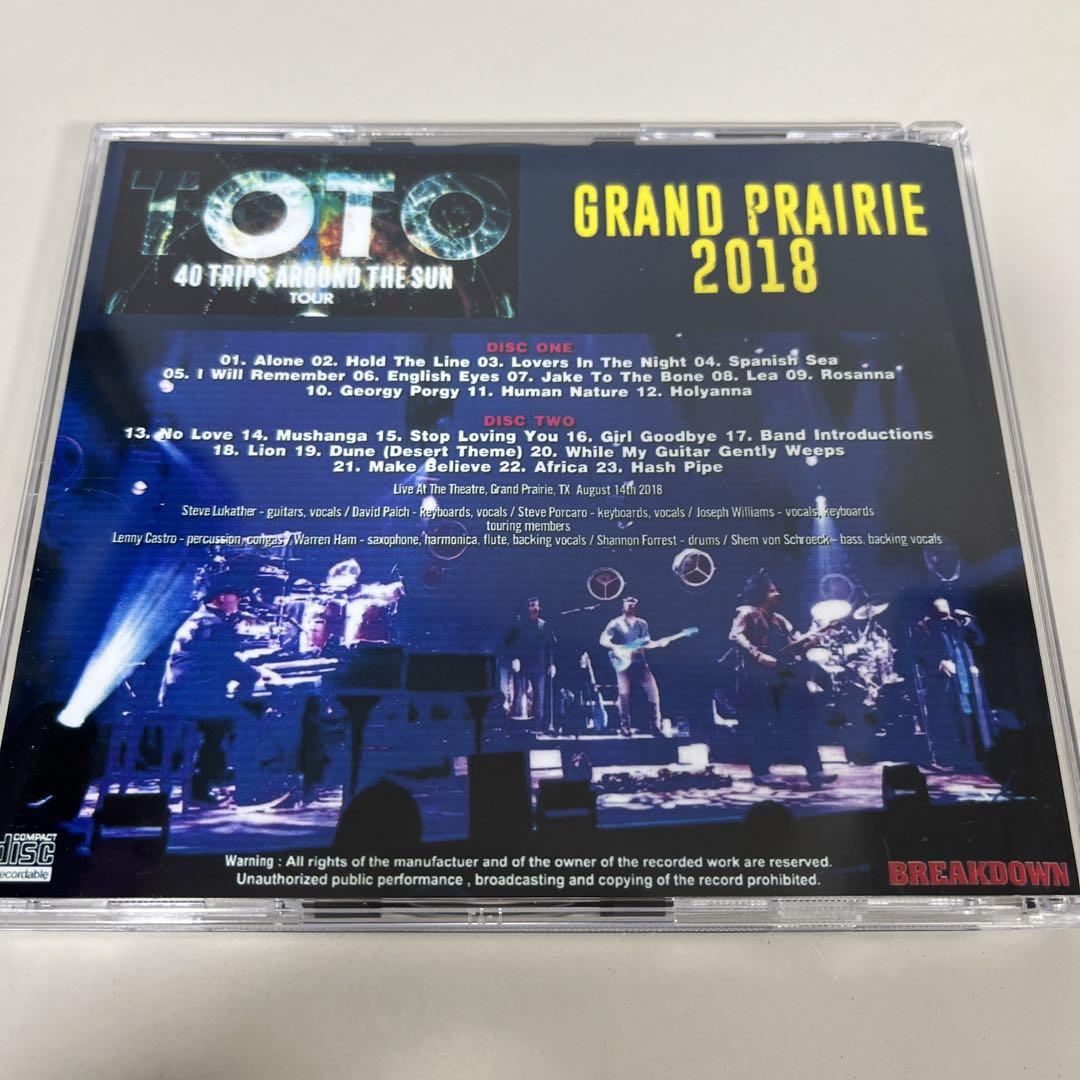 TOTO
40 TRIPS AROUND THE SUN
TOUR
GRAND PRAIRIE
2018
DISC ONE
01. Alone 02. Hold The Line 03. Lovers In The Night 04. Spanish Sea
05. I Will Remember 06. English Eyes 07. Jake To The Bone 08. Lea 09. Rosanna
10. Georgy Porgy 11. Human Nature 12. Holyanna
DISC TWO
13. No Love 14. Mushanga 15. Stop Loving You 16. Girl Goodbye 17. Band Introductions
18. Lion 19. Dune (Desert Theme) 20. While My Guitar Gently Weeps
21. Make Believe 22. Africa 23. Hash Pipe
Live At The Theatre, Grand Prairie, TX August 14th 2018
Steve Lukather - guitars, vocals / David Paich - keyboards, vocals / Steve Porcaro - keyboards, vocals / Joseph Williams - vocals, keyboards
touring members
Lenny Castro - percussion, congas / Warren Ham - saxophone, harmonica, flute, backing vocals / Shannon Forrest - drums / Shem von Schroeck - bass, backing vocals
COMPACT
disc
recordable
Warning : All rights of the manufactuer and of the owner of the recorded work are reserved.
Unauthorized public performance , broadcasting and copying of the record prohibited.
BREAKDOWN